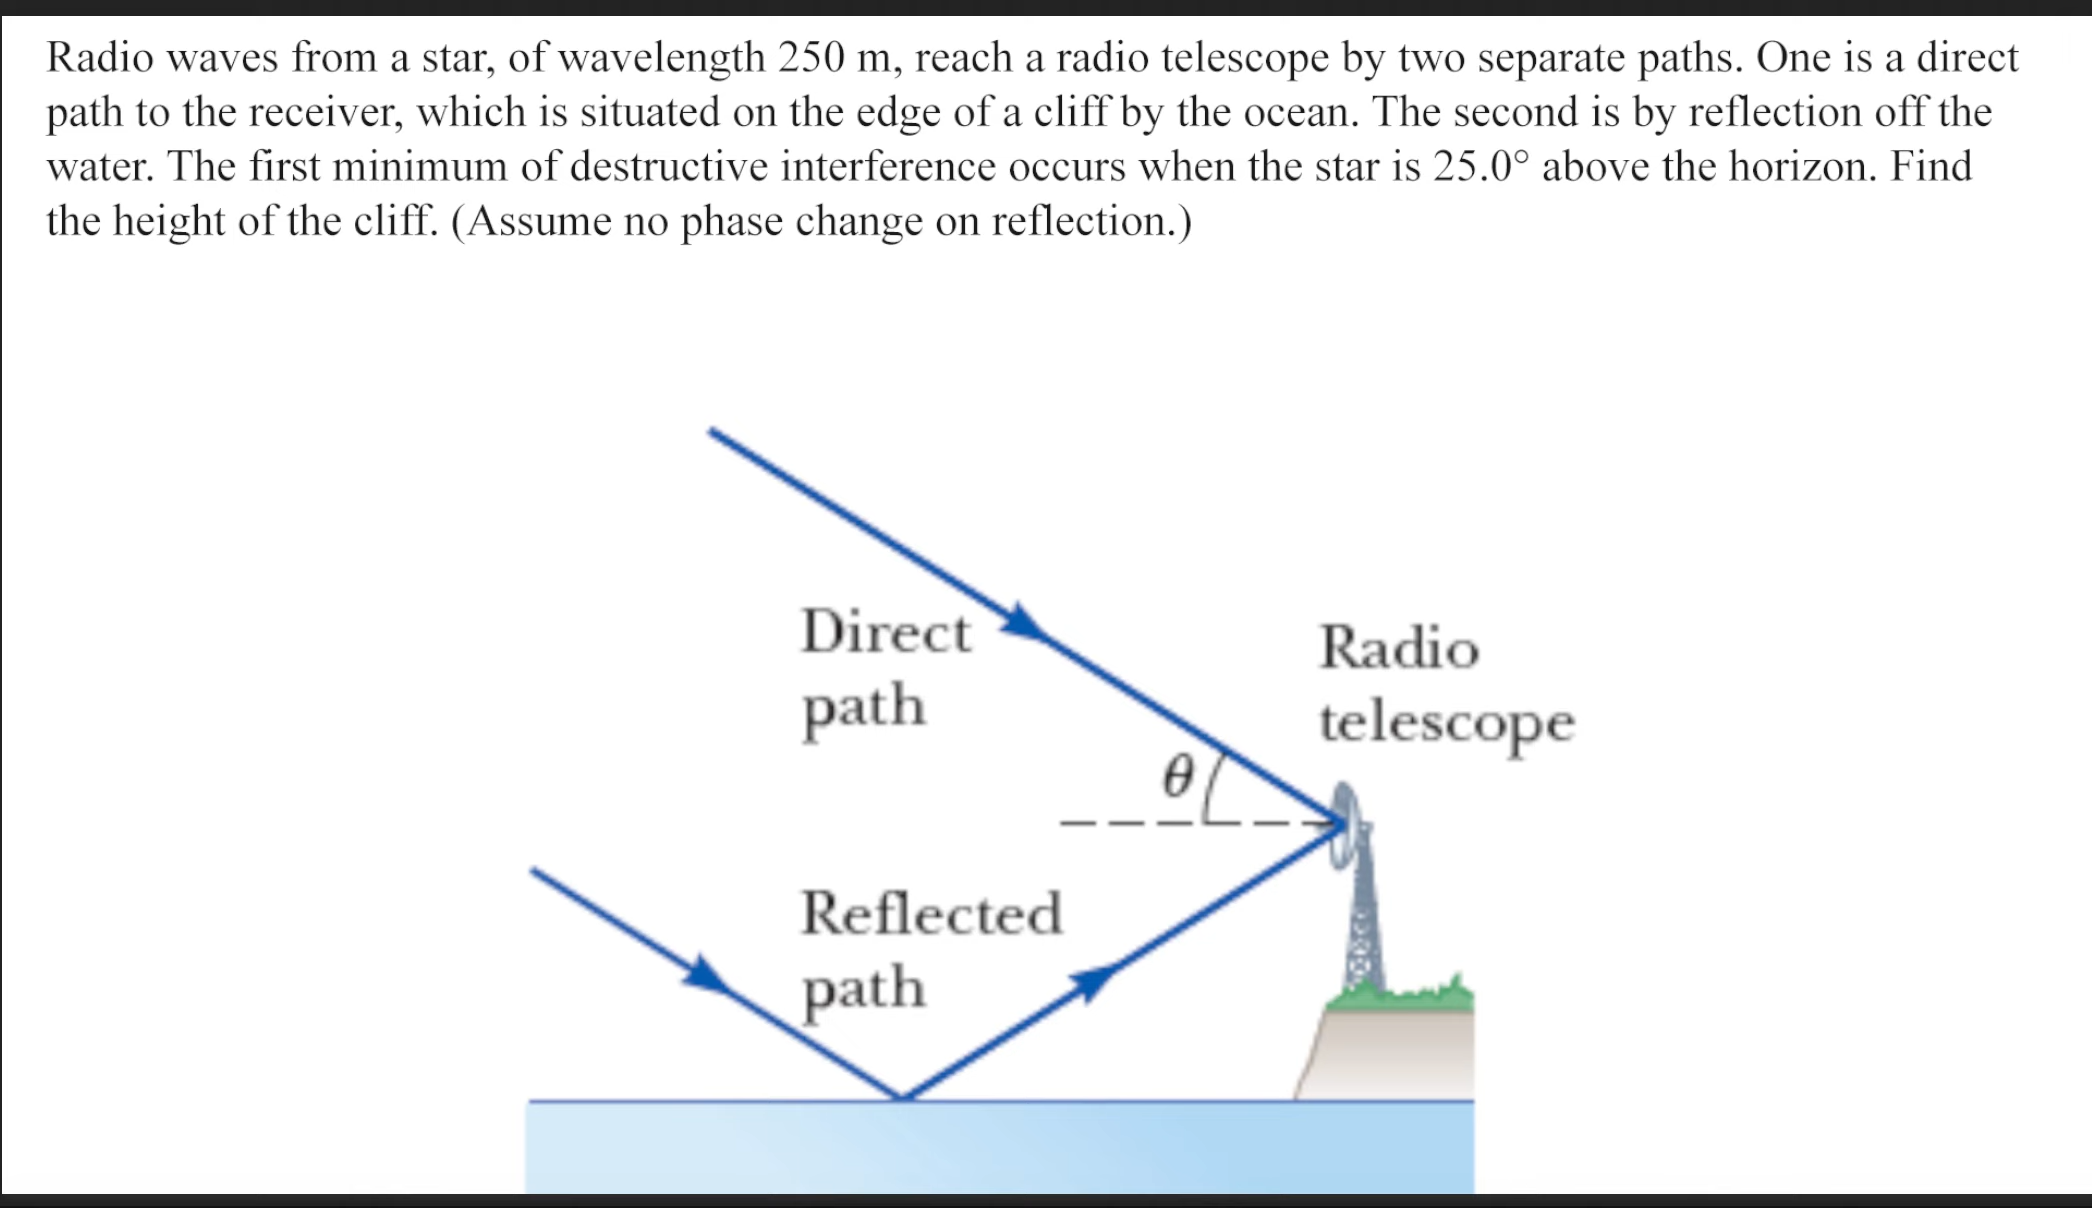 Radio waves from a star, of wavelength 250 m, reach a radio telescope by two separate paths. One is a direct
path to the receiver, which is situated on the edge of a cliff by the ocean. The second is by reflection off the
water. The first minimum of destructive interference occurs when the star is 25.0° above the horizon. Find
the height of the cliff. (Assume no phase change on reflection.)
Direct
path
Radio
telescope
θ
Reflected
path